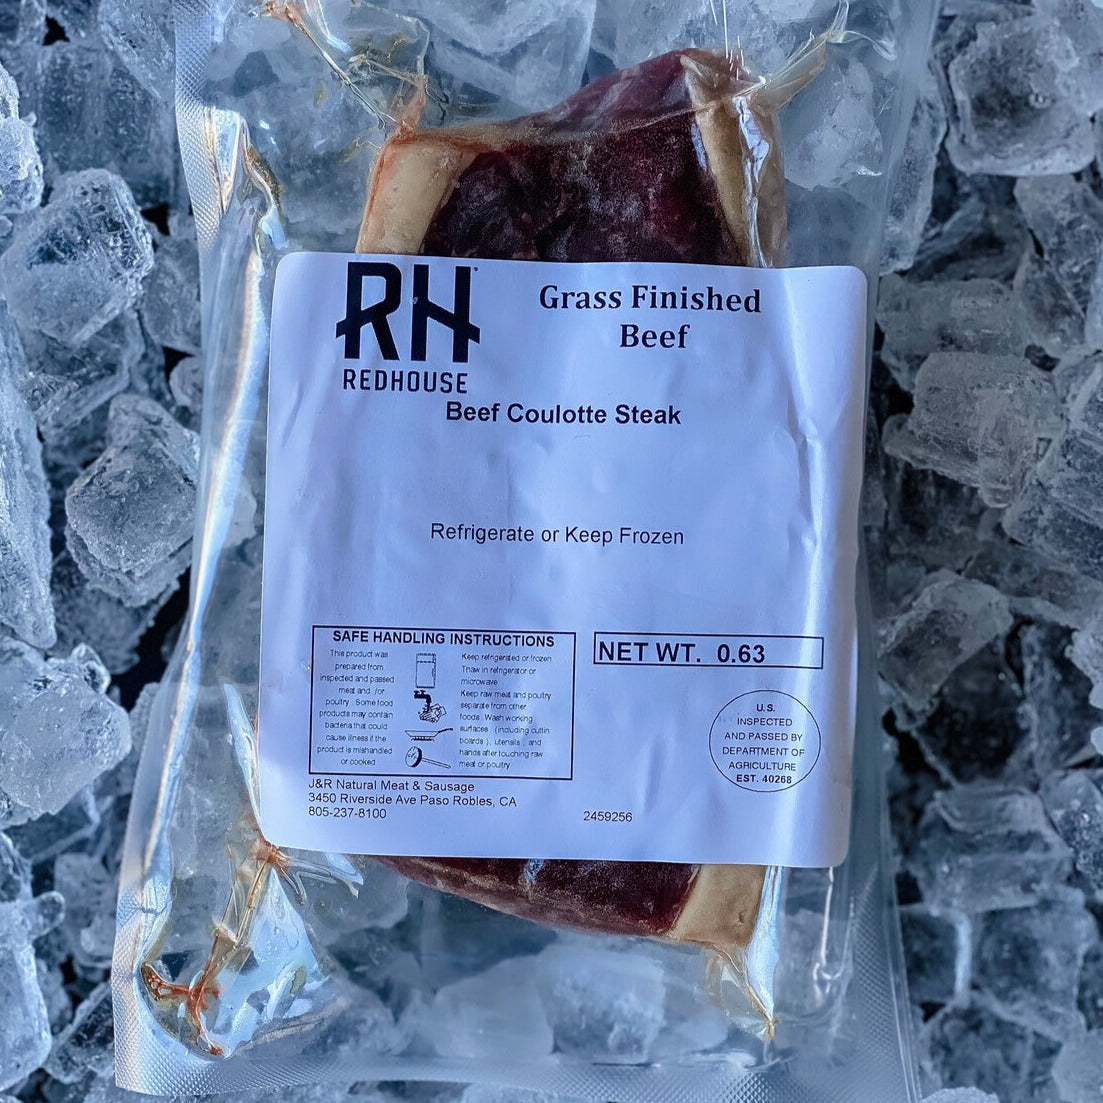 RH
REDHOUSE
Grass Finished
Beef
Beef Coulotte Steak
Refrigerate or Keep Frozen
SAFE HANDLING INSTRUCTIONS
This product was
prepared from
inspected and passed
meat and /or
poultry . Some food
products may contain
bacteria that could
cause illness if the
product is mishandled
or cooked
Keep refrigerated or frozen
Thaw in refrigerator or
microwave
Keep raw meat and poultry
separate from other
foods. Wash working
surfaces (including cuttin
boards ), utensils , and
hands after touching raw
meat or poultry
NET WT. 0.63
U.S.
INSPECTED
AND PASSED BY
DEPARTMENT OF
AGRICULTURE
EST. 40268
J&R Natural Meat & Sausage
3450 Riverside Ave Paso Robles, CA
805-237-8100
2459256